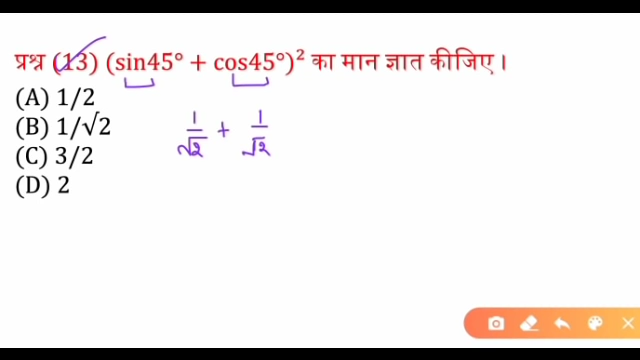 प्रश्न (13) (sin45° + cos45°)² का मान ज्ञात कीजिए।
(A) 1/2
(B) 1/√2
(C) 3/2
(D) 2
1/√2 + 1/√2